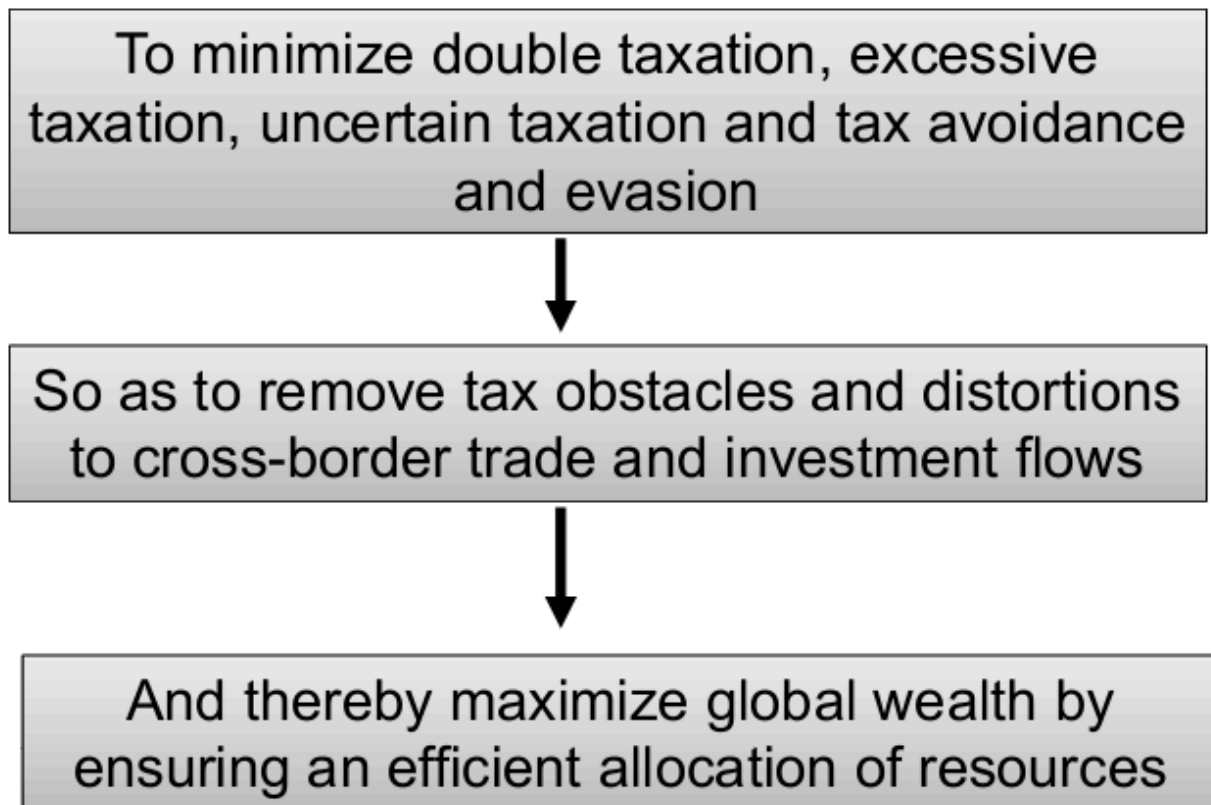 To minimize double taxation, excessive
taxation, uncertain taxation and tax avoidance
and evasion
So as to remove tax obstacles and distortions
to cross-border trade and investment flows
And thereby maximize global wealth by
ensuring an efficient allocation of resources